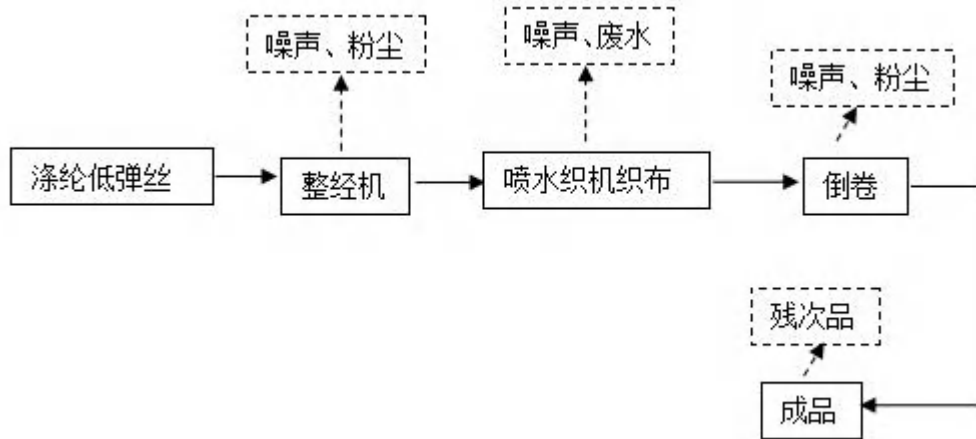 噪声、粉尘
噪声、废水
噪声、粉尘
涤纶低弹丝
整经机
喷水织机织布
倒卷
残次品
成品